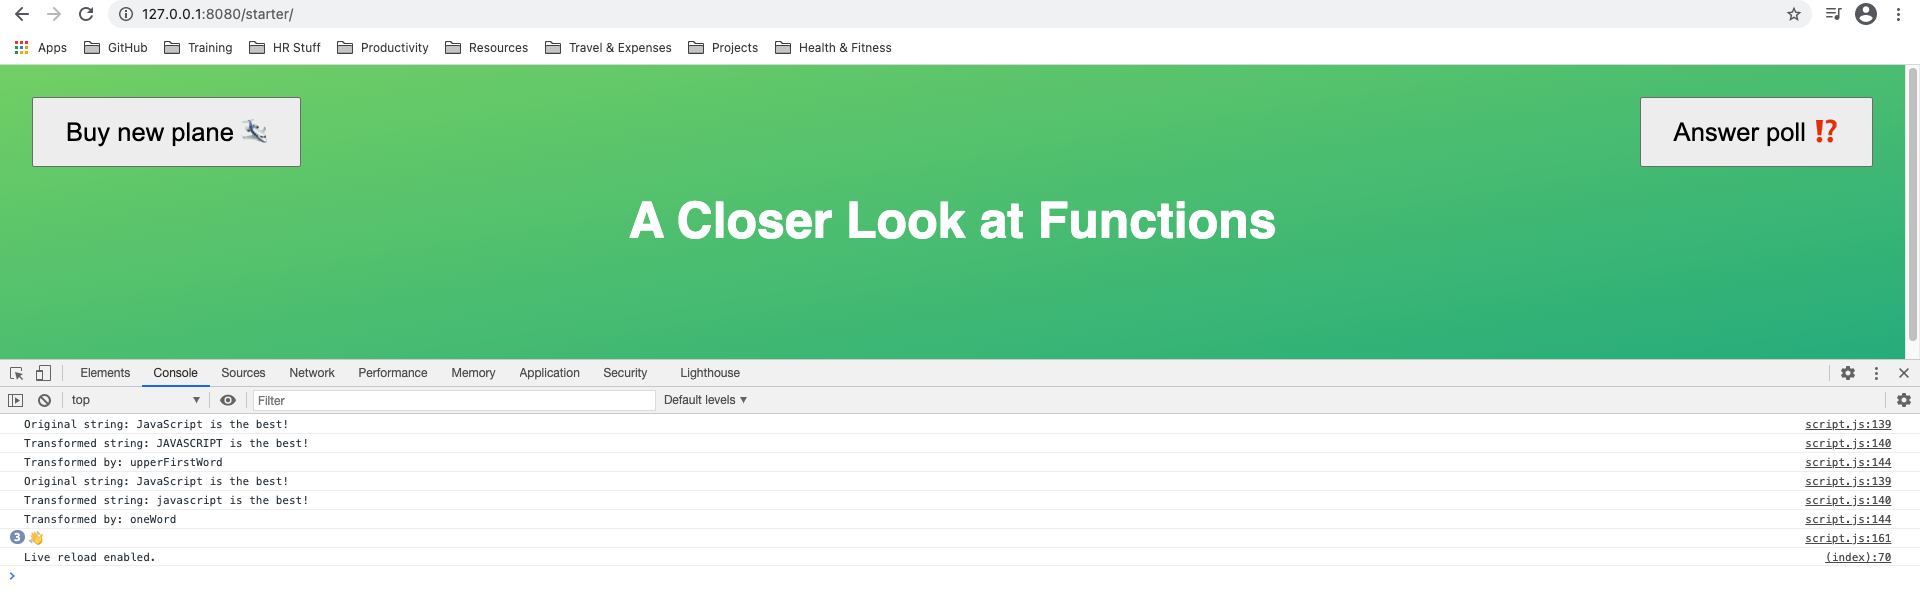 127.0.0.1:8080/starter/
Apps GitHub Training HR Stuff Productivity Resources Travel & Expenses Projects Health & Fitness
Buy new plane 🛩 Answer poll ⁉️
A Closer Look at Functions
Elements Console Sources Network Performance Memory Application Security Lighthouse
top ▼ Filter Default levels ▼
Original string: JavaScript is the best! script.js:139
Transformed string: JAVASCRIPT is the best! script.js:140
Transformed by: upperFirstWord script.js:144
Original string: JavaScript is the best! script.js:139
Transformed string: javascript is the best! script.js:140
Transformed by: oneWord script.js:144
3 👋 script.js:161
Live reload enabled. (index):70
>